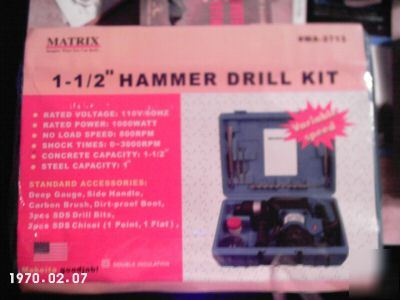 MATRIX
1-1/2" HAMMER DRILL KIT
● RATED VOLTAGE: 110V/60HZ
● RATED POWER: 1000WATT
● NO LOAD SPEED: 800RPM
● SHOCK TIMES: 0~3000RPM
● CONCRETE CAPACITY: 1-1/2"
● STEEL CAPACITY: 1"
Variable
speed
STANDARD ACCESSORIES:
Deep Gauge, Side Handle,
Carbon Brush, Dirt-proof Boot,
3pcs SDS Drill Bits,
2pcs SDS Chisel (1 Point, 1 Flat),
DOUBLE INSULATION
1970.02.07